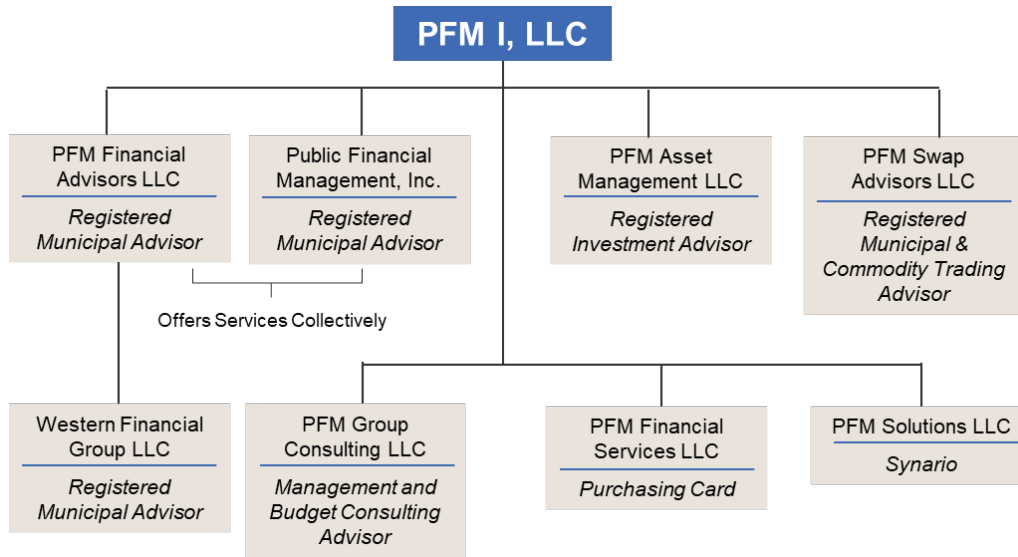 PFM I, LLC
PFM Financial
Advisors LLC
Registered
Municipal Advisor
Public Financial
Management, Inc.
Registered
Municipal Advisor
PFM Asset
Management LLC
Registered
Investment Advisor
PFM Swap
Advisors LLC
Registered
Municipal &
Commodity Trading
Advisor
Offers Services Collectively
Western Financial
Group LLC
Registered
Municipal Advisor
PFM Group
Consulting LLC
Management and
Budget Consulting
Advisor
PFM Financial
Services LLC
Purchasing Card
PFM Solutions LLC
Synario